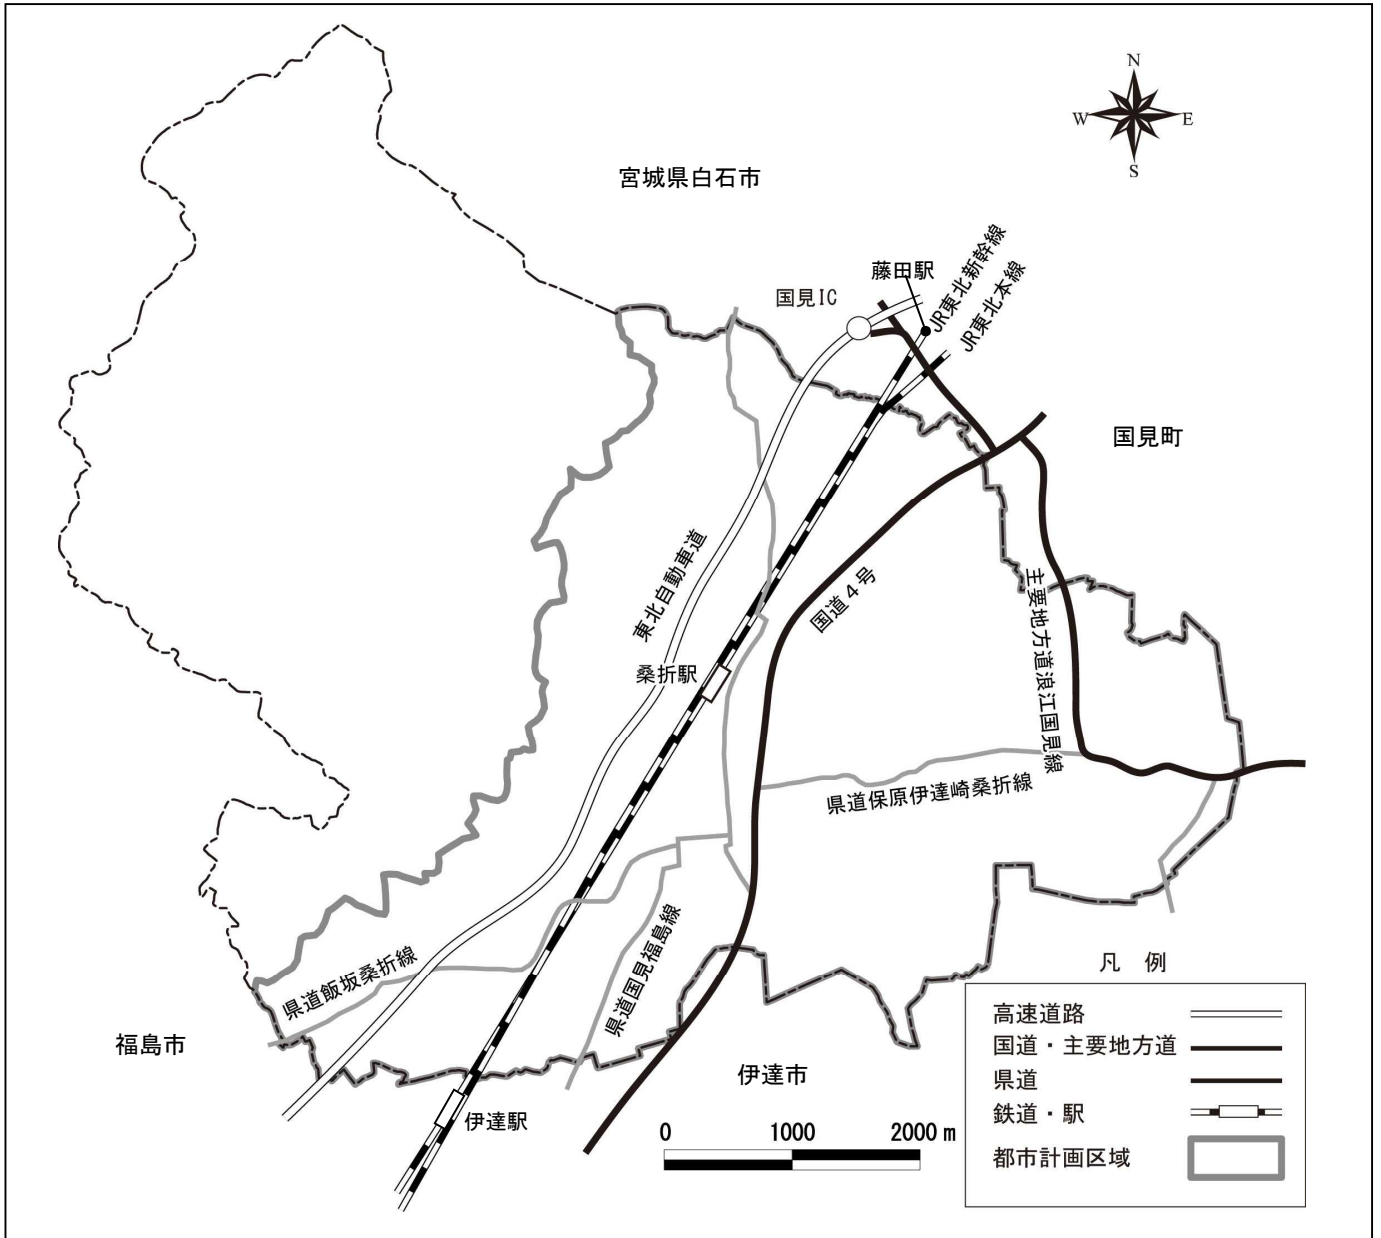 N
W
E
S
宮城県白石市
藤田駅
国見IC
JR東北新幹線
JR東北本線
国見町
東北自動車道
国道4号
主要地方道浪江国見線
桑折駅
県道保原伊達崎桑折線
県道飯坂桑折線
県道国見福島線
福島市
伊達駅
伊達市
0 1000 2000 m
凡 例
高速道路
国道・主要地方道
県道
鉄道・駅
都市計画区域